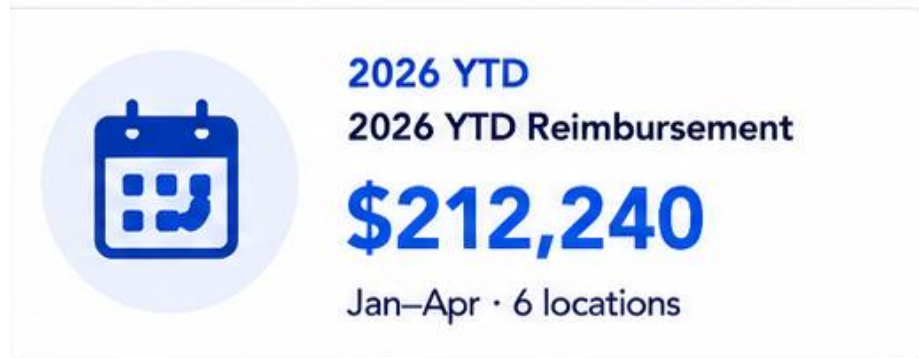 2026 YTD
2026 YTD Reimbursement
$212,240
Jan–Apr · 6 locations